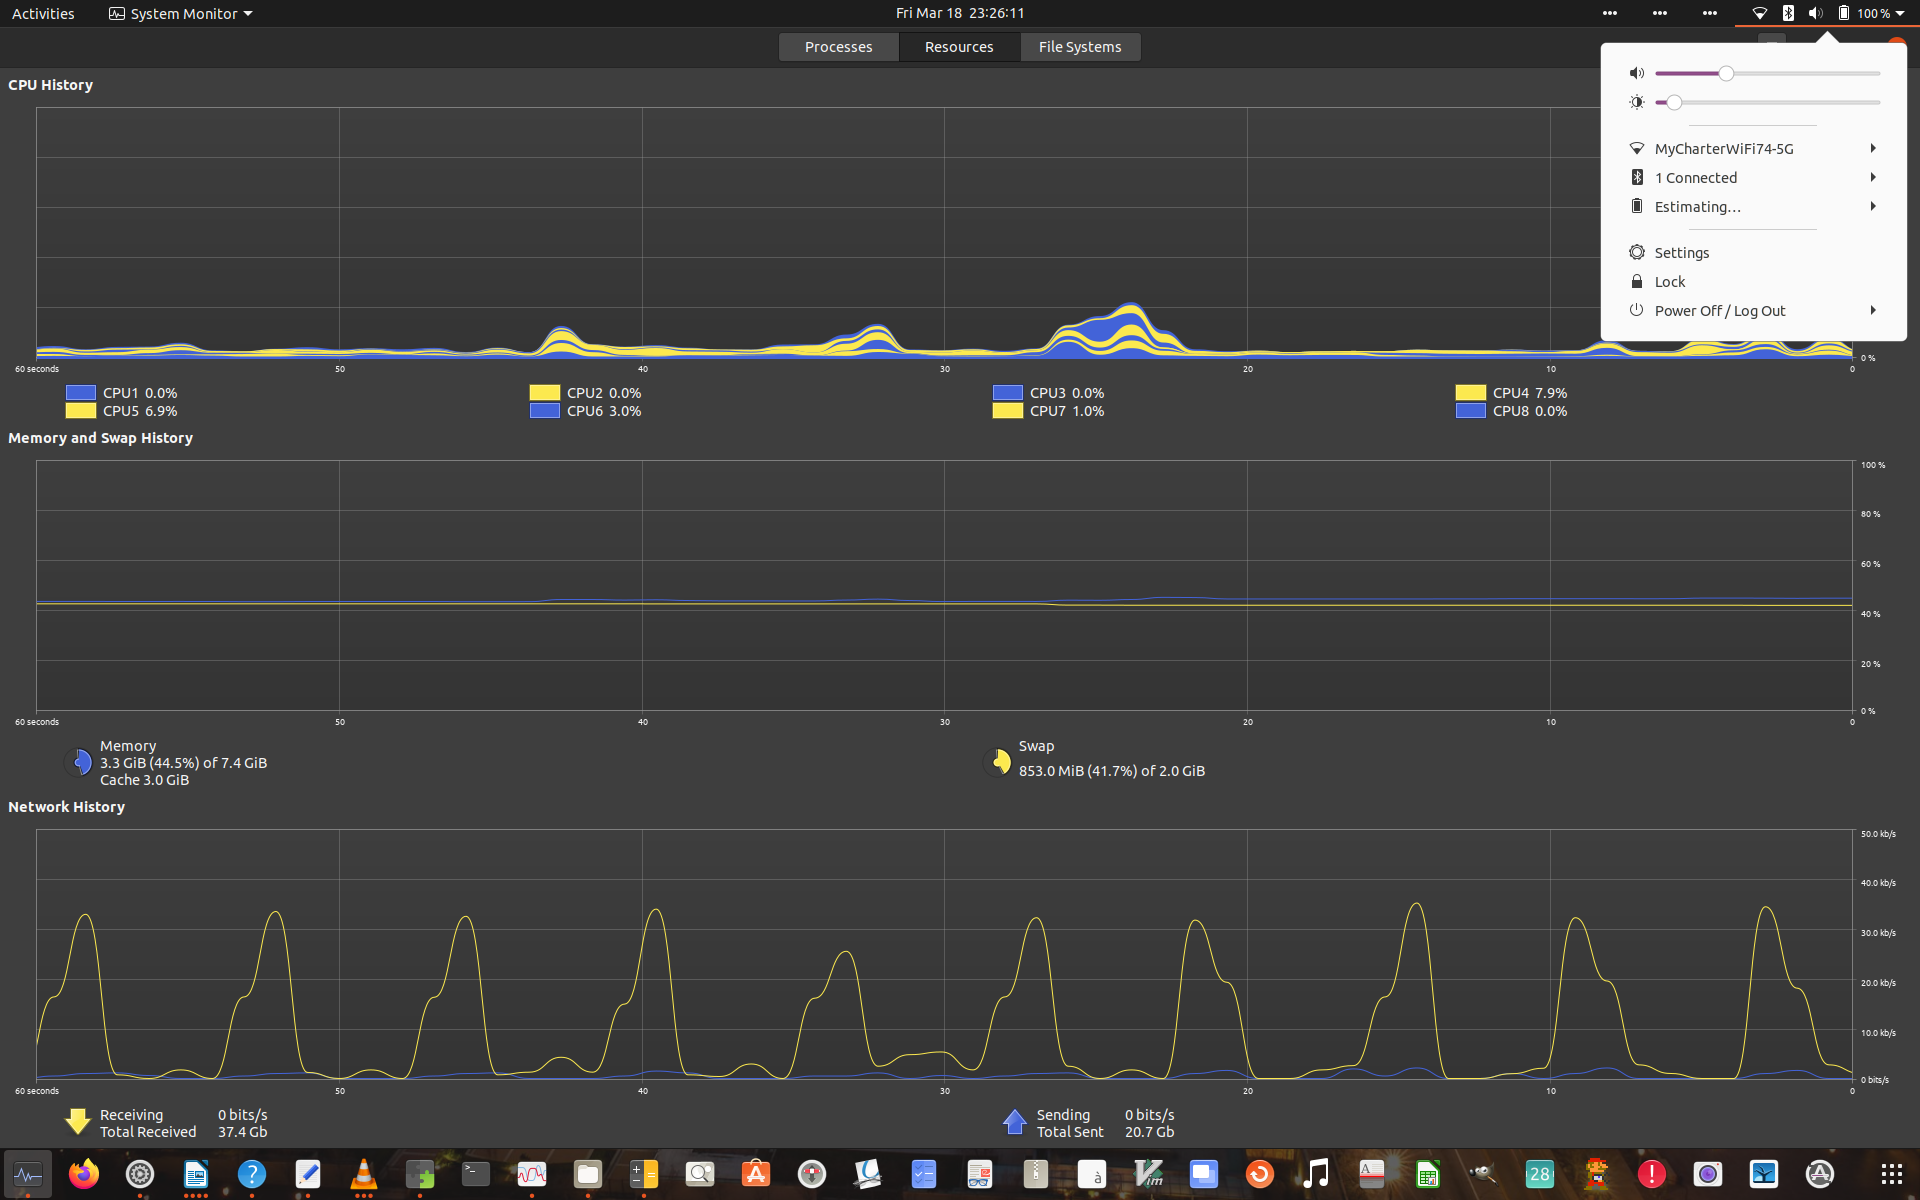 Activities System Monitor Fri Mar 18 23:26:11 100 %
Processes Resources File Systems
CPU History
MyCharterWiFi74-5G
1 Connected
Estimating…
Settings
Lock
Power Off / Log Out
0 %
60 seconds 50 40 30 20 10 0
CPU1 0.0% CPU2 0.0% CPU3 0.0% CPU4 7.9%
CPU5 6.9% CPU6 3.0% CPU7 1.0% CPU8 0.0%
Memory and Swap History
100 %
80 %
60 %
40 %
20 %
0 %
60 seconds 50 40 30 20 10 0
Memory
3.3 GiB (44.5%) of 7.4 GiB
Cache 3.0 GiB
Swap
853.0 MiB (41.7%) of 2.0 GiB
Network History
50.0 kb/s
40.0 kb/s
30.0 kb/s
20.0 kb/s
10.0 kb/s
0 bits/s
60 seconds 50 40 30 20 10 0
Receiving 0 bits/s Sending 0 bits/s
Total Received 37.4 Gb Total Sent 20.7 Gb
? >_ A à Vim A 28 !